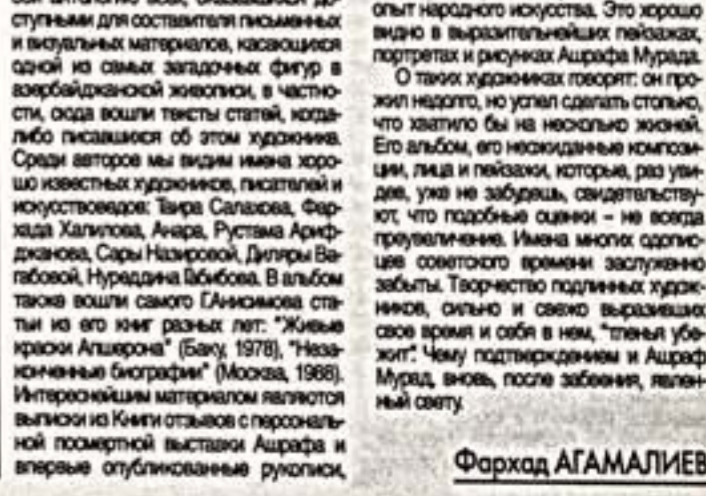 ступными для составителя письменных
и визуальных материалов, касающихся
одной из самых загадочных фигур в
азербайджанской живописи, в частно-
сти, сюда вошли тексты статей, когда-
либо писавшихся об этом художнике.
Среди авторов мы видим имена хоро-
шо известных художников, писателей и
искусствоведов: Таира Салахова, Фар-
хада Халилова, Анара, Рустама Ариф-
джанова, Сары Назировой, Диляры Ва-
габовой, Нуреддина Габибова. В альбом
также вошли самого Г.Анисимова ста-
тьи из его книг разных лет: "Живые
краски Апшерона" (Баку, 1978), "Неза-
конченные биографии" (Москва, 1988).
Интереснейшим материалом являются
выписки из Книги отзывов с персональ-
ной посмертной выставки Ашрафа и
впервые опубликованные рукописи,
опыт народного искусства. Это хорошо
видно в выразительнейших пейзажах,
портретах и рисунках Ашрафа Мурада.
О таких художниках говорят: он про-
жил недолго, но успел сделать столько,
что хватило бы на несколько жизней.
Его альбом, его неожиданные компози-
ции, лица и пейзажи, которые, раз уви-
дев, уже не забудешь, свидетельству-
ют, что подобные оценки – не всегда
преувеличение. Имена многих одопис-
цев советского времени заслуженно
забыты. Творчество подлинных худож-
ников, сильно и свежо выразивших
свое время и себя в нем, "тленья убе-
жит". Чему подтверждением и Ашраф
Мурад, вновь, после забвения, явлен-
ный свету.
Фархад АГАМАЛИЕВ